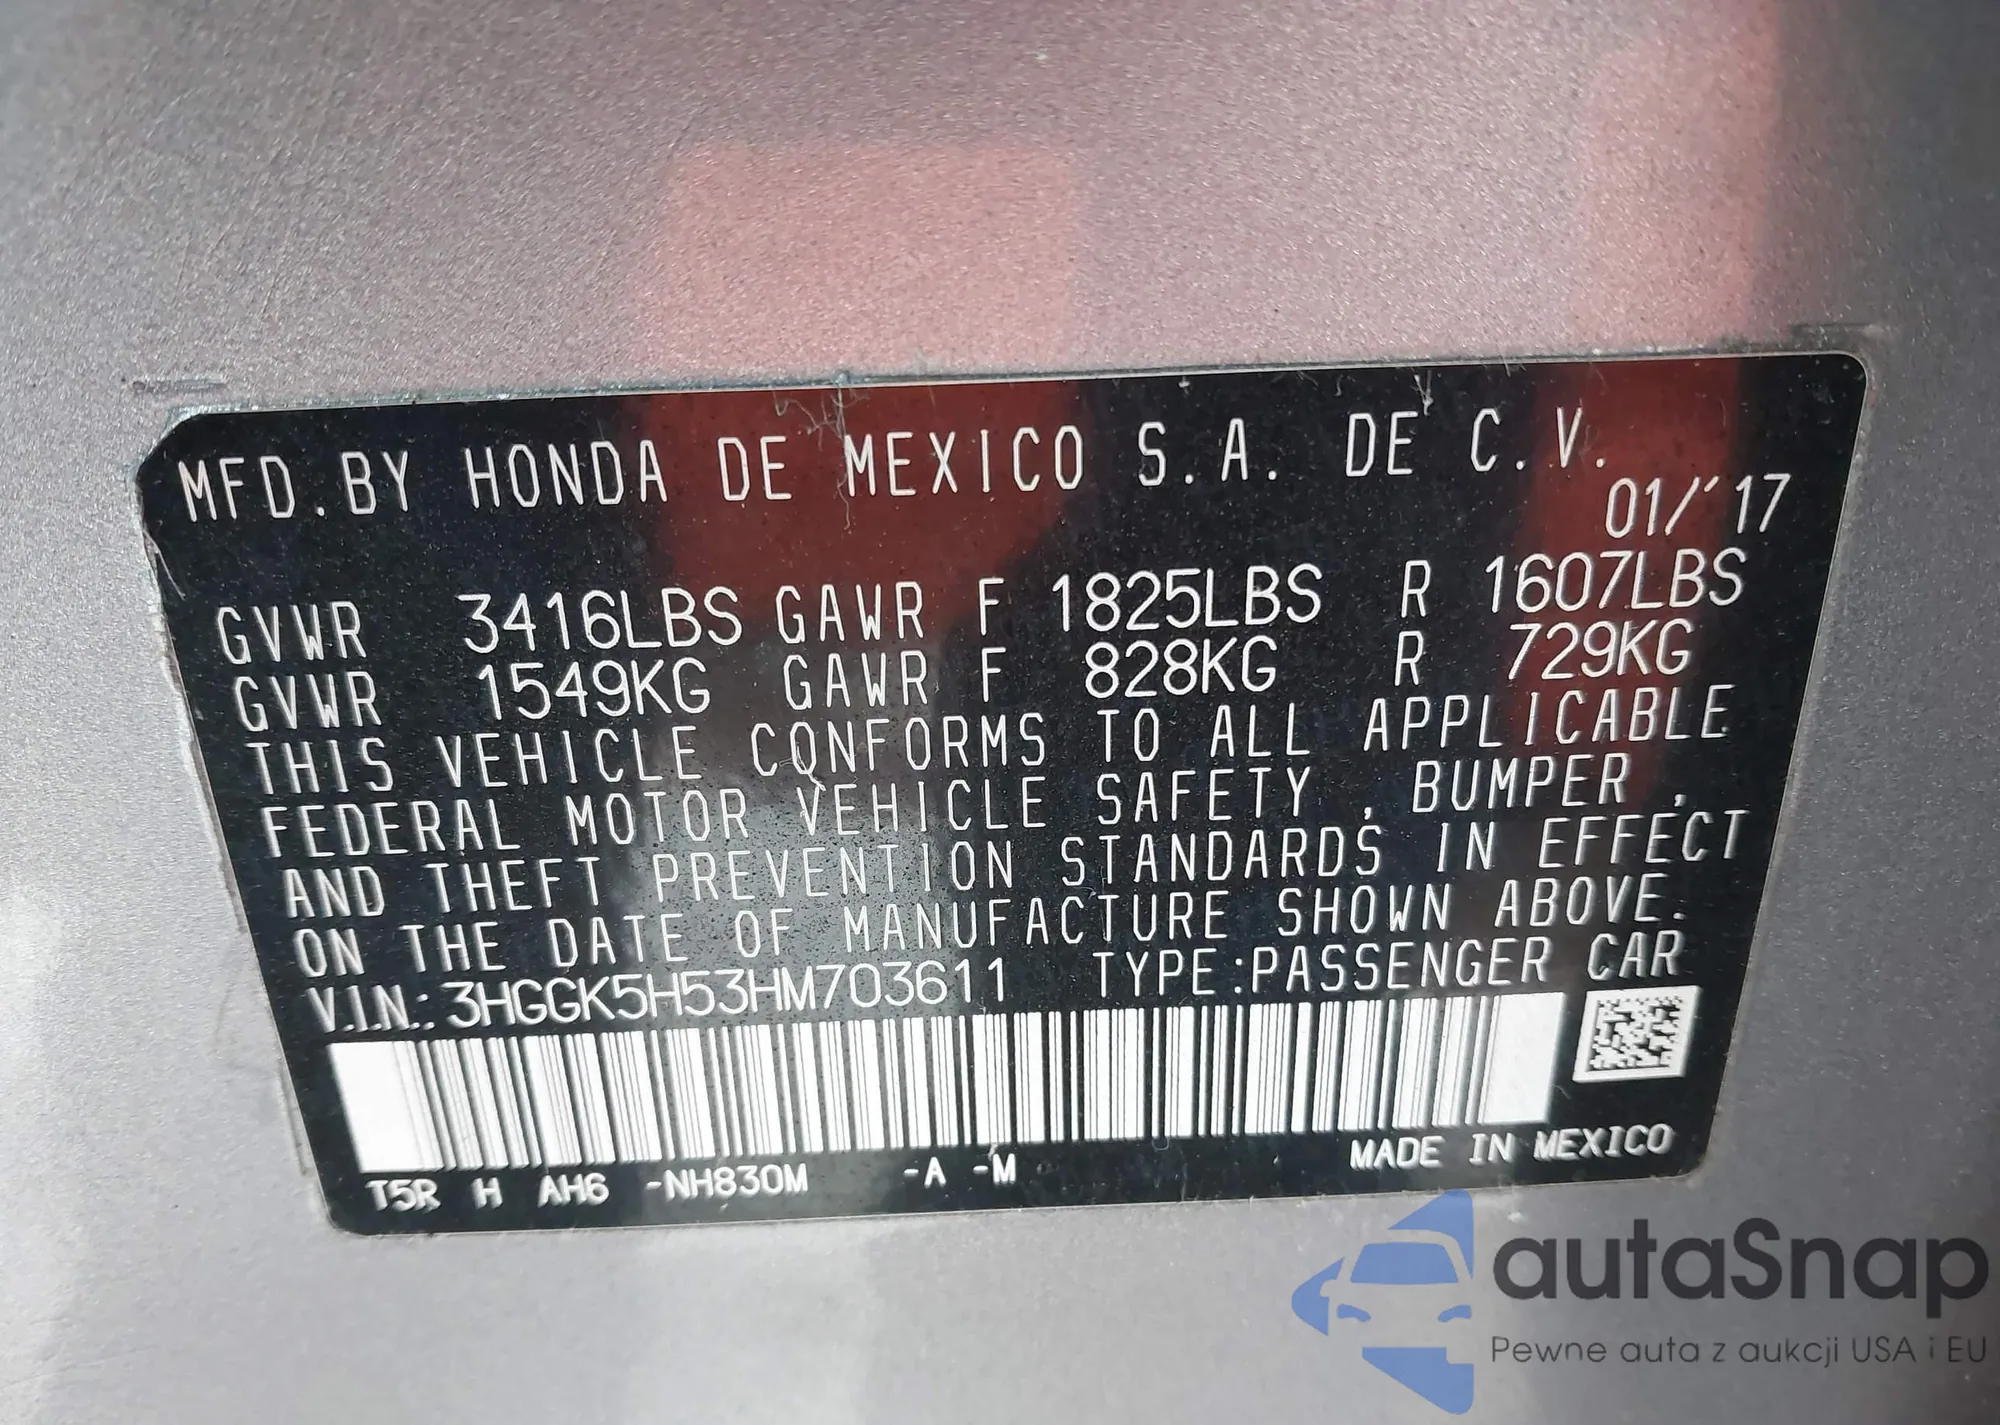 MFD. BY HONDA DE MEXICO S.A. DE C.V.
01/'17
GVWR 3416LBS GAWR F 1825LBS R 1607LBS
GVWR 1549KG GAWR F 828KG R 729KG
THIS VEHICLE CONFORMS TO ALL APPLICABLE
FEDERAL MOTOR VEHICLE SAFETY, BUMPER,
AND THEFT PREVENTION STANDARDS IN EFFECT
ON THE DATE OF MANUFACTURE SHOWN ABOVE.
V.I.N.: 3HGGK5H53HM703611 TYPE:PASSENGER CAR
T5R H AH6 -NH830M -A -M MADE IN MEXICO
autaSnap
Pewne auta z aukcji USA i EU